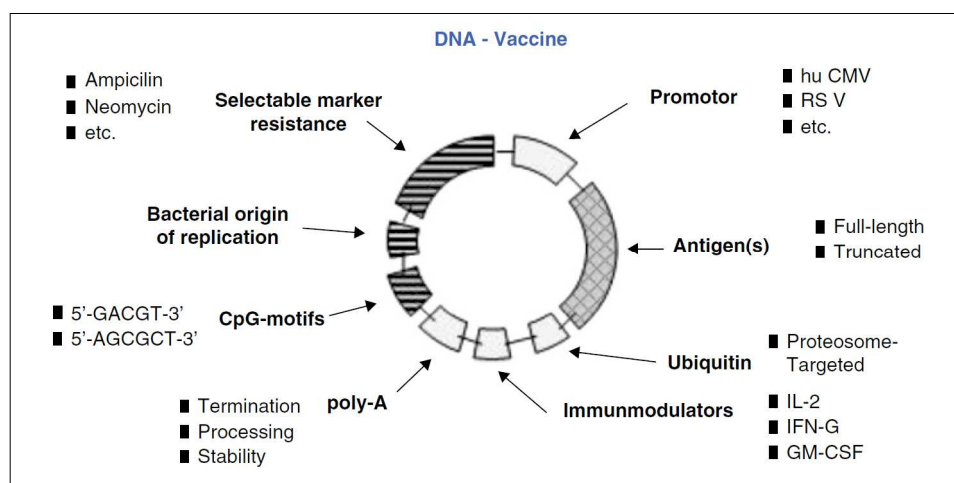 DNA - Vaccine
Ampicilin
Neomycin
etc.
Selectable marker
resistance
Promotor
hu CMV
RS V
etc.
Bacterial origin
of replication
Antigen(s)
Full-length
Truncated
5’-GACGT-3’
5’-AGCGCT-3’
CpG-motifs
Ubiquitin
Proteosome-
Targeted
poly-A
Termination
Processing
Stability
Immunmodulators
IL-2
IFN-G
GM-CSF